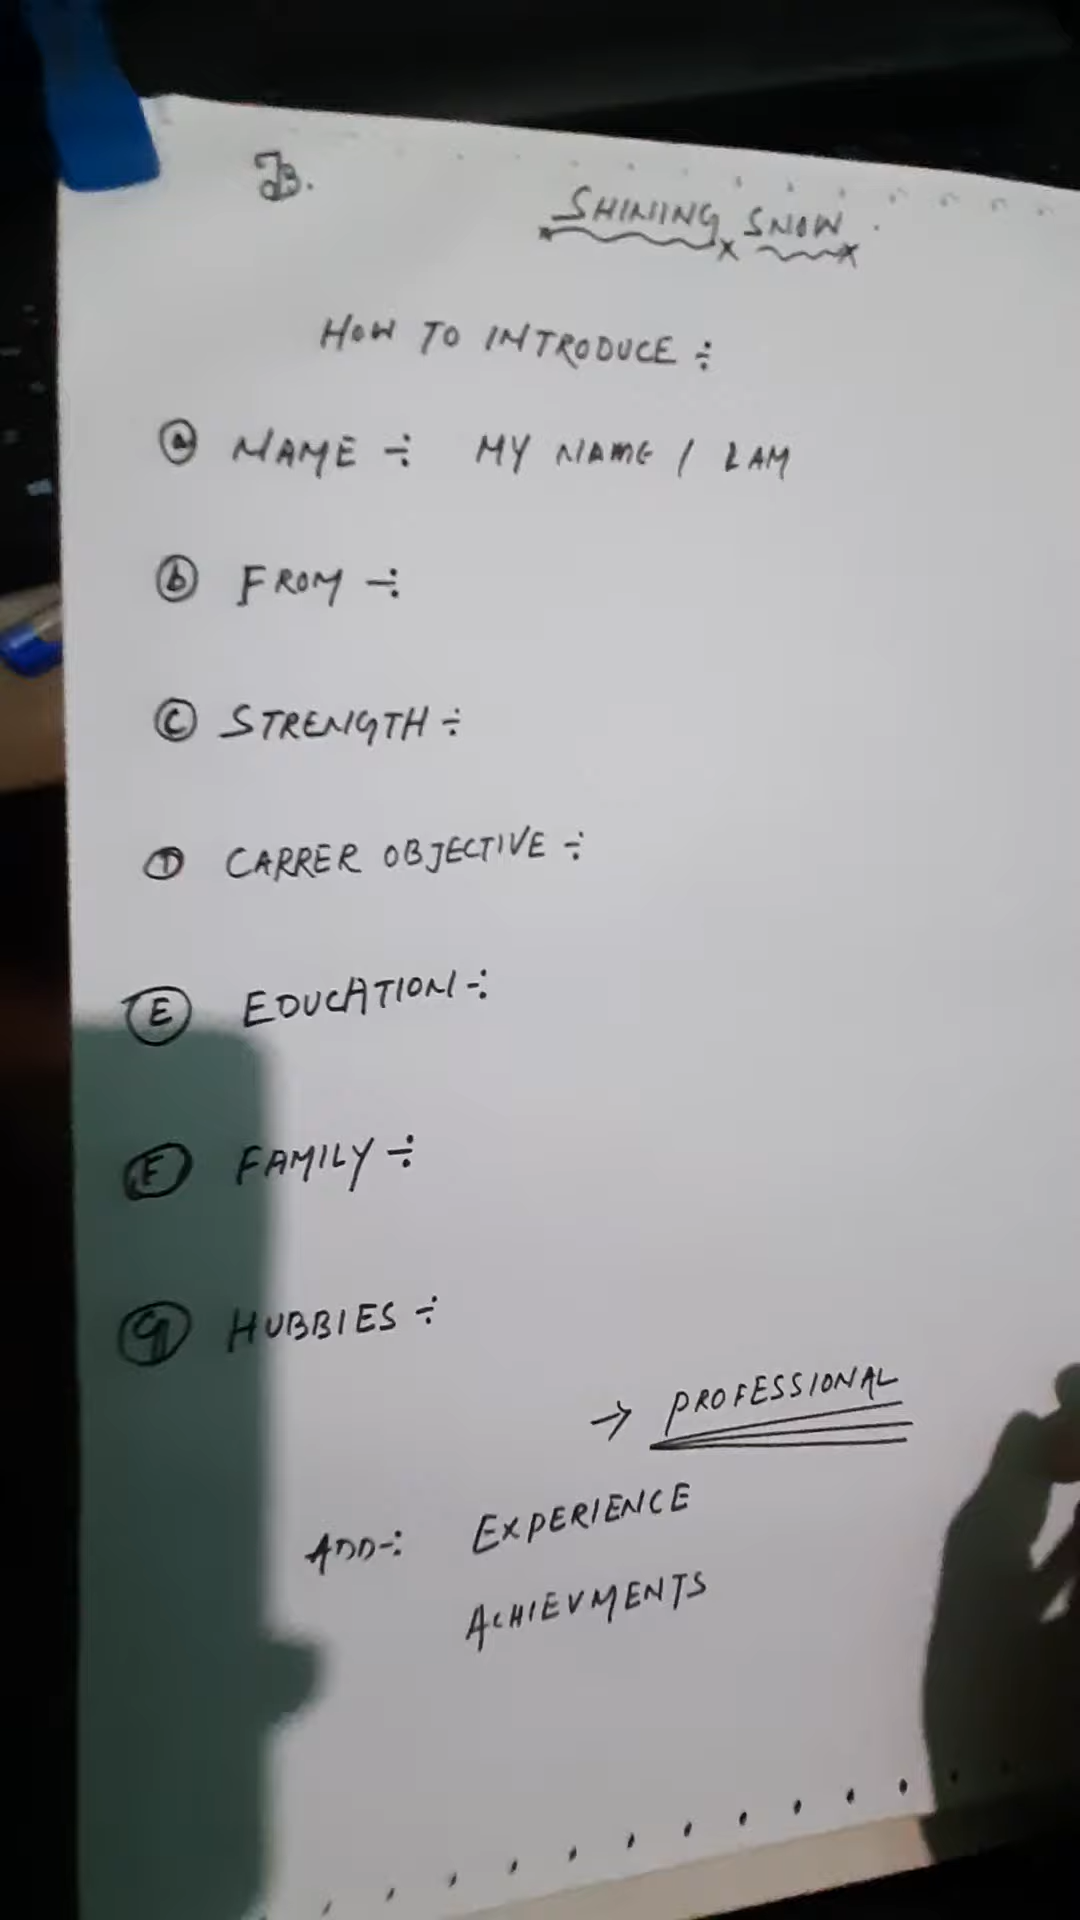 JB.
SHINING SNOW.
HOW TO INTRODUCE ÷
ⓐ NAME ÷ MY NAME / I AM
ⓑ FROM ÷
ⓒ STRENGTH ÷
Ⓓ CARRER OBJECTIVE ÷
Ⓔ EDUCATION ÷
Ⓕ FAMILY ÷
Ⓖ HUBBIES ÷
→ PROFESSIONAL
ADD ÷ EXPERIENCE
ACHIEVMENTS